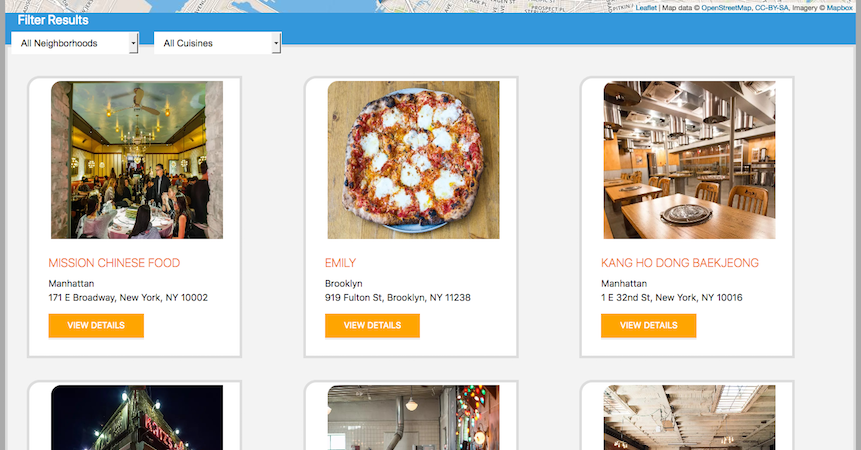 PROSPECT PL
Leaflet | Map data © OpenStreetMap, CC-BY-SA, Imagery © Mapbox
Filter Results
All Neighborhoods
All Cuisines
MISSION CHINESE FOOD
Manhattan
171 E Broadway, New York, NY 10002
VIEW DETAILS
EMILY
Brooklyn
919 Fulton St, Brooklyn, NY 11238
VIEW DETAILS
KANG HO DONG BAEKJEONG
Manhattan
1 E 32nd St, New York, NY 10016
VIEW DETAILS